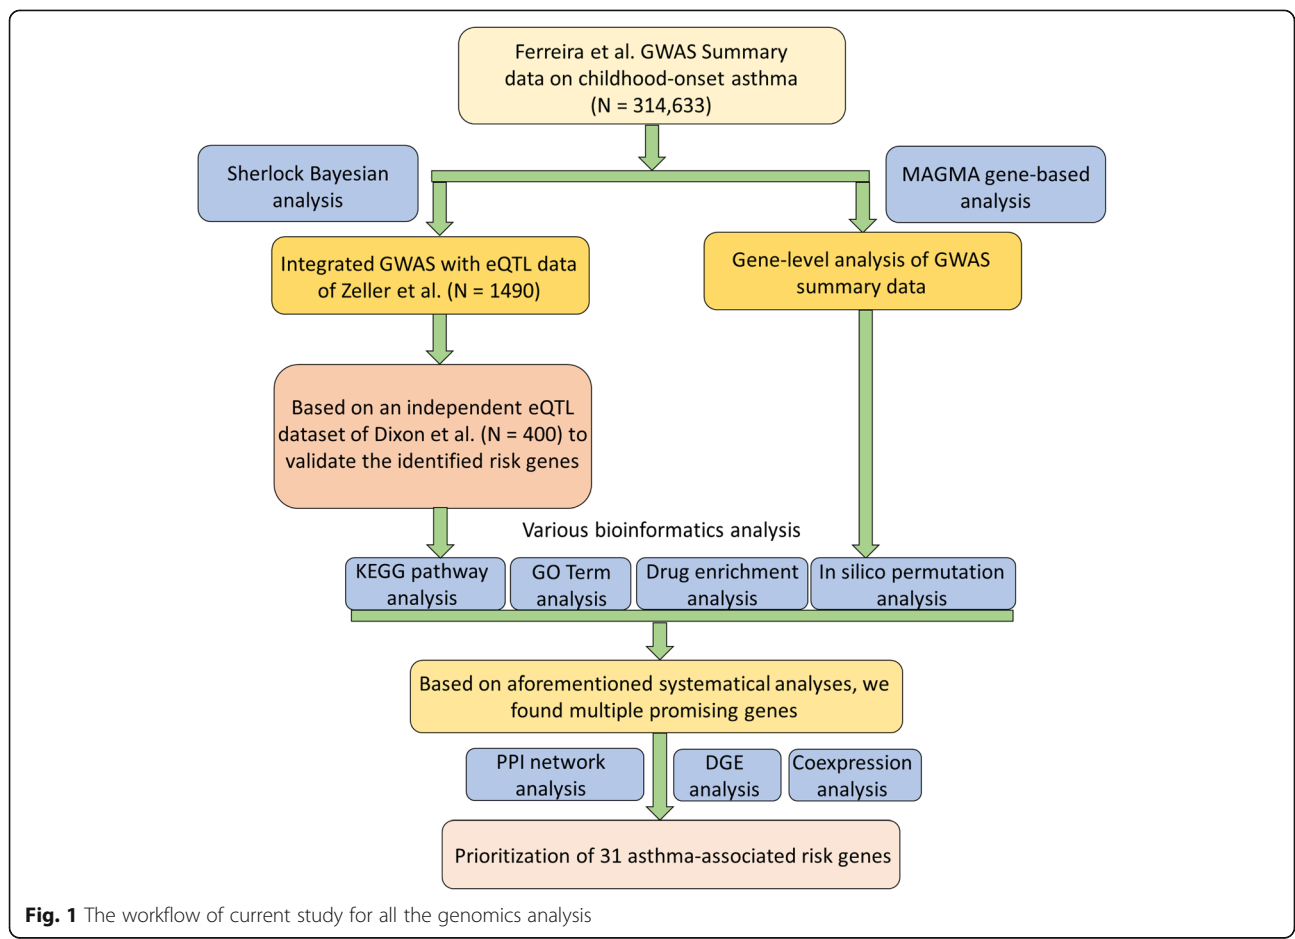 Ferreira et al. GWAS Summary
data on childhood-onset asthma
(N = 314,633)
Sherlock Bayesian
analysis
MAGMA gene-based
analysis
Integrated GWAS with eQTL data
of Zeller et al. (N = 1490)
Gene-level analysis of GWAS
summary data
Based on an independent eQTL
dataset of Dixon et al. (N = 400) to
validate the identified risk genes
Various bioinformatics analysis
KEGG pathway
analysis
GO Term
analysis
Drug enrichment
analysis
In silico permutation
analysis
Based on aforementioned systematical analyses, we
found multiple promising genes
PPI network
analysis
DGE
analysis
Coexpression
analysis
Prioritization of 31 asthma-associated risk genes
Fig. 1 The workflow of current study for all the genomics analysis